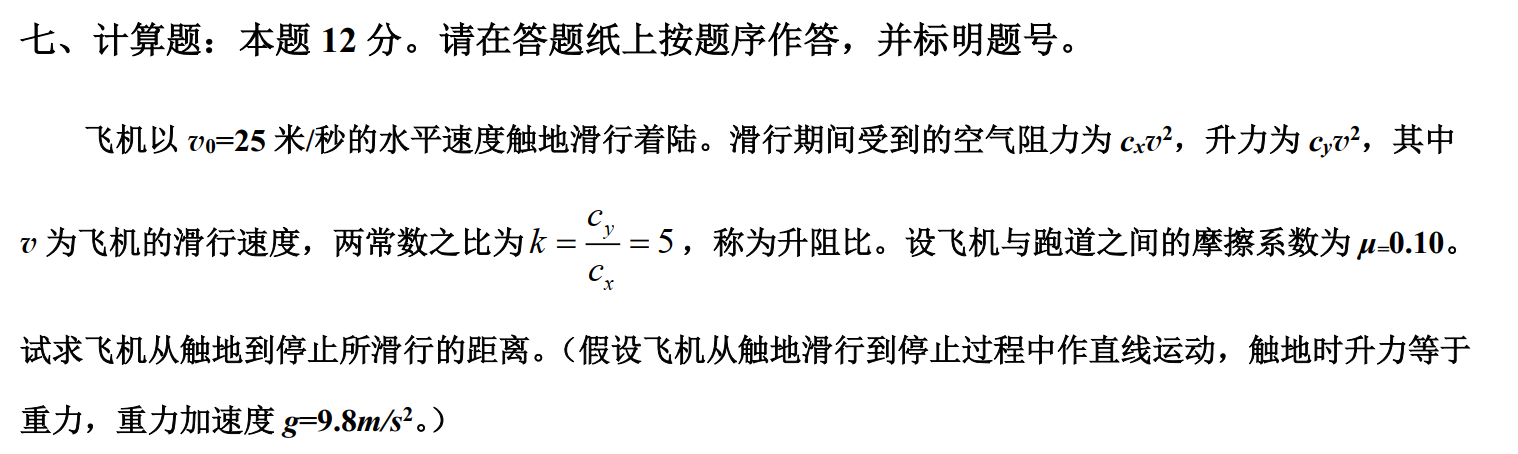 七、计算题：本题 12 分。请在答题纸上按题序作答，并标明题号。
飞机以 v₀=25 米/秒的水平速度触地滑行着陆。滑行期间受到的空气阻力为 cₓv²，升力为 c_yv²，其中
v 为飞机的滑行速度，两常数之比为 k = c_y/cₓ = 5，称为升阻比。设飞机与跑道之间的摩擦系数为 μ=0.10。
试求飞机从触地到停止所滑行的距离。（假设飞机从触地滑行到停止过程中作直线运动，触地时升力等于
重力，重力加速度 g=9.8m/s²。）